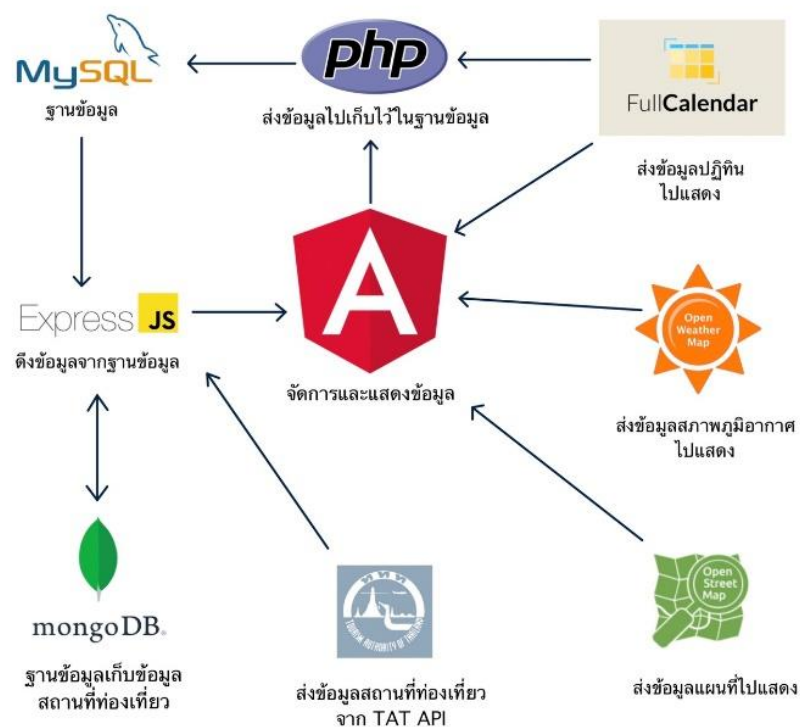 MySQL
ฐานข้อมูล
php
ส่งข้อมูลไปเก็บไว้ในฐานข้อมูล
FullCalendar
ส่งข้อมูลปฏิทิน
ไปแสดง
Express JS
ดึงข้อมูลจากฐานข้อมูล
A
จัดการและแสดงข้อมูล
Open
Weather
Map
ส่งข้อมูลสภาพภูมิอากาศ
ไปแสดง
mongoDB.
ฐานข้อมูลเก็บข้อมูล
สถานที่ท่องเที่ยว
ททท
TOURISM AUTHORITY OF THAILAND
ส่งข้อมูลสถานที่ท่องเที่ยว
จาก TAT API
Open
Street
Map
ส่งข้อมูลแผนที่ไปแสดง